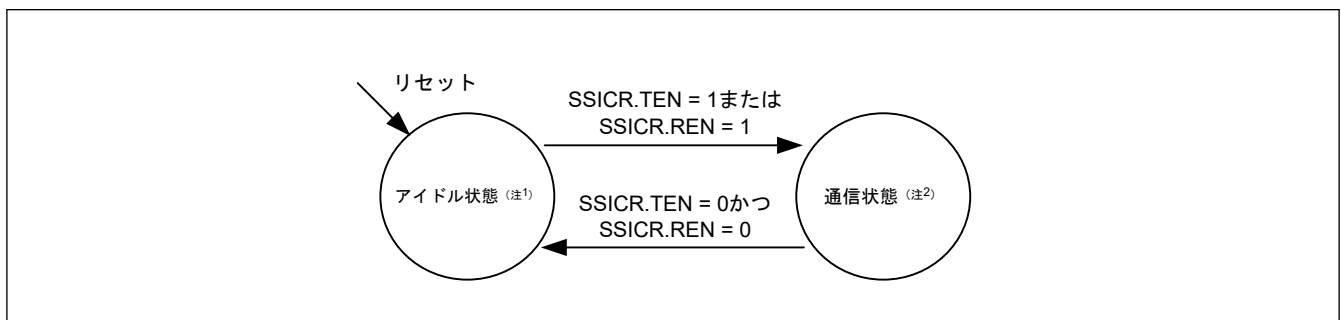 リセット
SSICR.TEN = 1または
SSICR.REN = 1
アイドル状態（注1）
SSICR.TEN = 0かつ
SSICR.REN = 0
通信状態（注2）